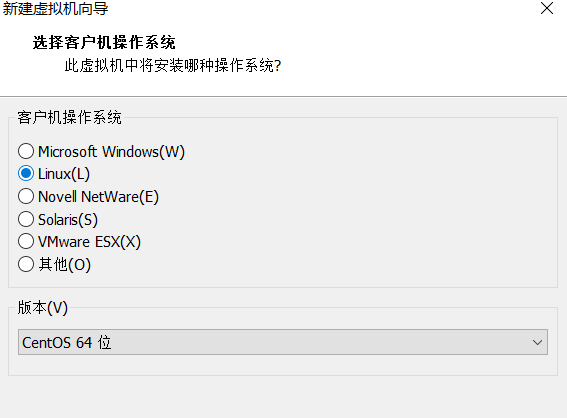 新建虚拟机向导
选择客户机操作系统
此虚拟机中将安装哪种操作系统?
客户机操作系统
Microsoft Windows(W)
Linux(L)
Novell NetWare(E)
Solaris(S)
VMware ESX(X)
其他(O)
版本(V)
CentOS 64 位